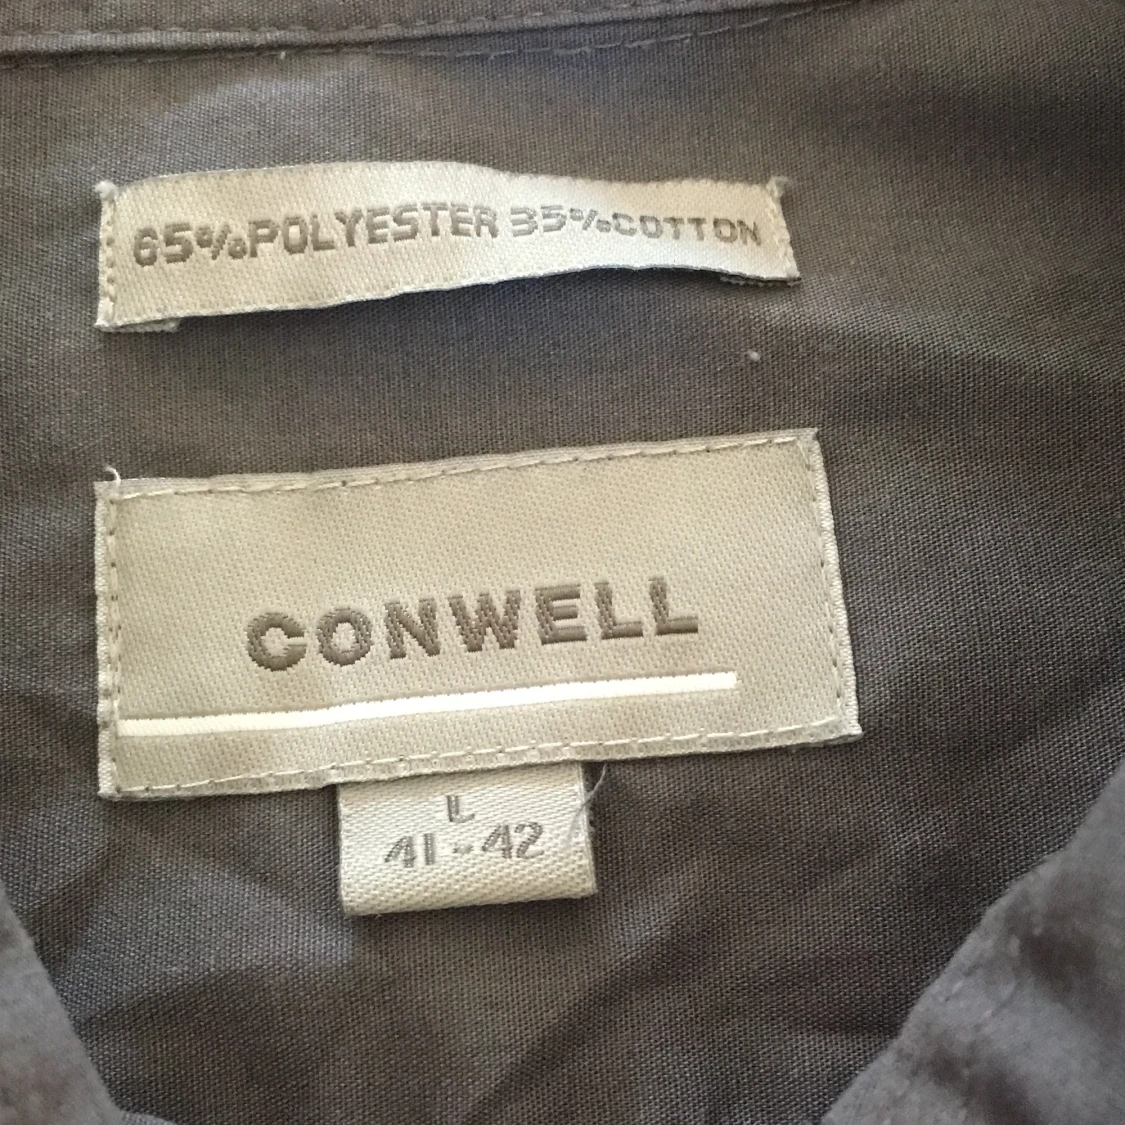 65%POLYESTER 35%COTTON
CONWELL
L
41-42